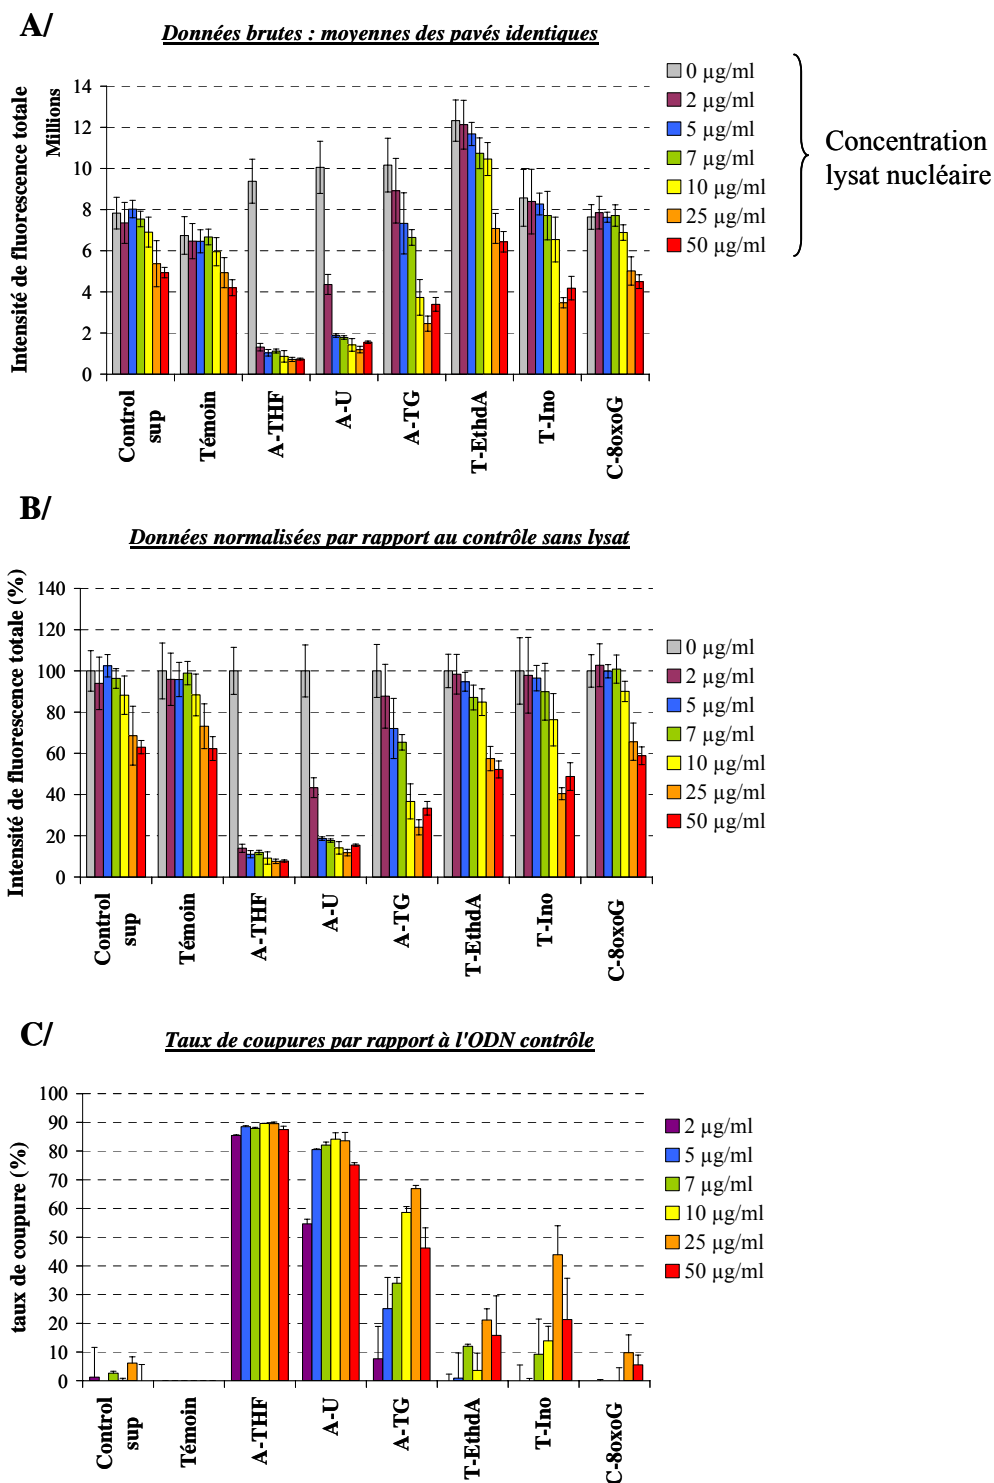 A/
Données brutes : moyennes des pavés identiques
Intensité de fluorescence totale
Millions
14
12
10
8
6
4
2
0
Control sup
Témoin
A-THF
A-U
A-TG
T-EthdA
T-Ino
C-8oxoG
0 µg/ml
2 µg/ml
5 µg/ml
7 µg/ml
10 µg/ml
25 µg/ml
50 µg/ml
Concentration
lysat nucléaire
B/
Données normalisées par rapport au contrôle sans lysat
Intensité de fluorescence totale (%)
140
120
100
80
60
40
20
0
Control sup
Témoin
A-THF
A-U
A-TG
T-EthdA
T-Ino
C-8oxoG
0 µg/ml
2 µg/ml
5 µg/ml
7 µg/ml
10 µg/ml
25 µg/ml
50 µg/ml
C/
Taux de coupures par rapport à l'ODN contrôle
taux de coupure (%)
100
90
80
70
60
50
40
30
20
10
0
Control sup
Témoin
A-THF
A-U
A-TG
T-EthdA
T-Ino
C-8oxoG
2 µg/ml
5 µg/ml
7 µg/ml
10 µg/ml
25 µg/ml
50 µg/ml